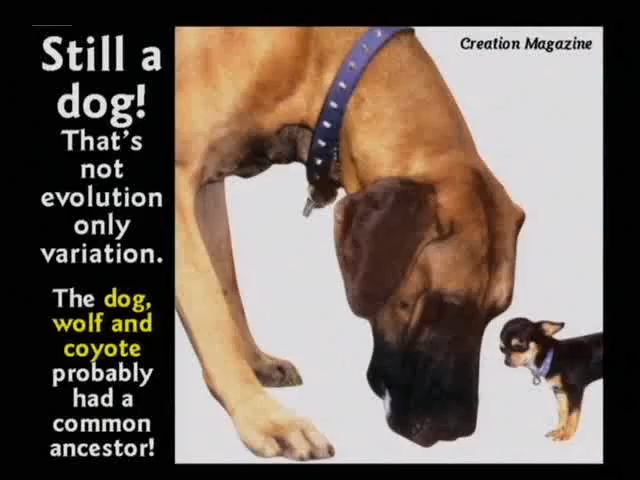 Still a
dog!
That's
not
evolution
only
variation.
The dog,
wolf and
coyote
probably
had a
common
ancestor!
Creation Magazine